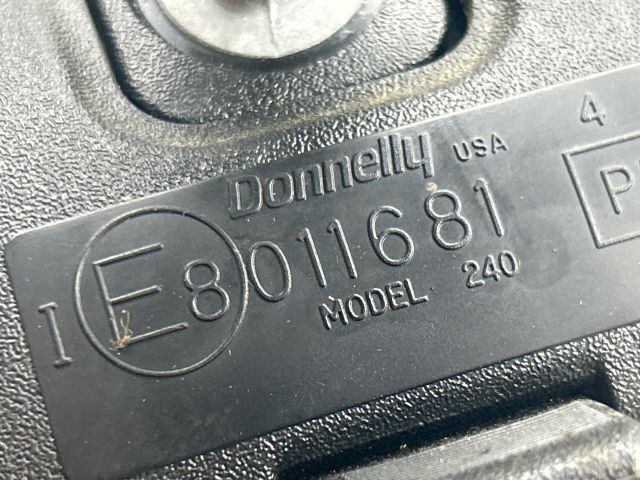 Donnelly USA 4
I E8 011681 P
MODEL 240